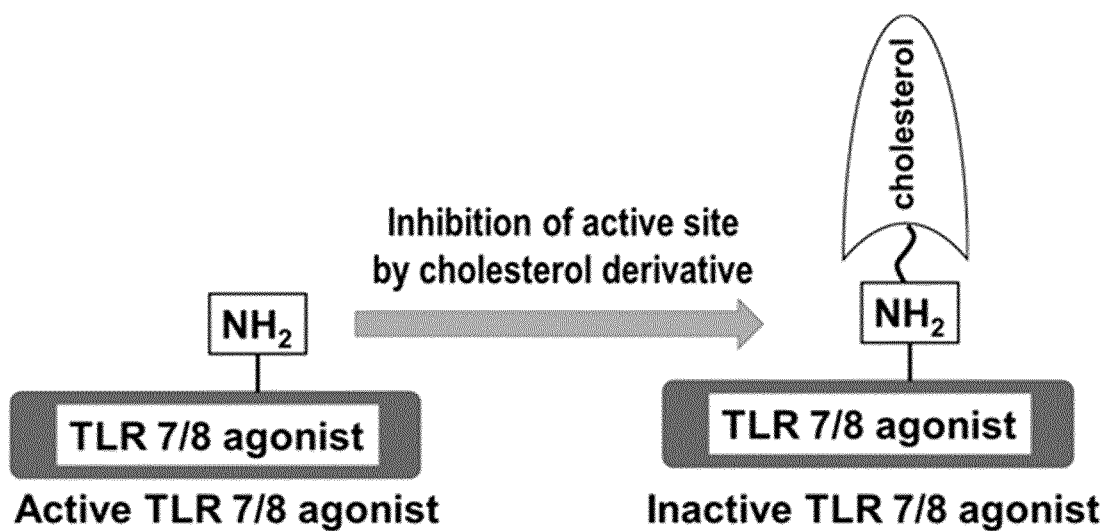 cholesterol
Inhibition of active site
by cholesterol derivative
NH₂
NH₂
TLR 7/8 agonist
TLR 7/8 agonist
Active TLR 7/8 agonist
Inactive TLR 7/8 agonist